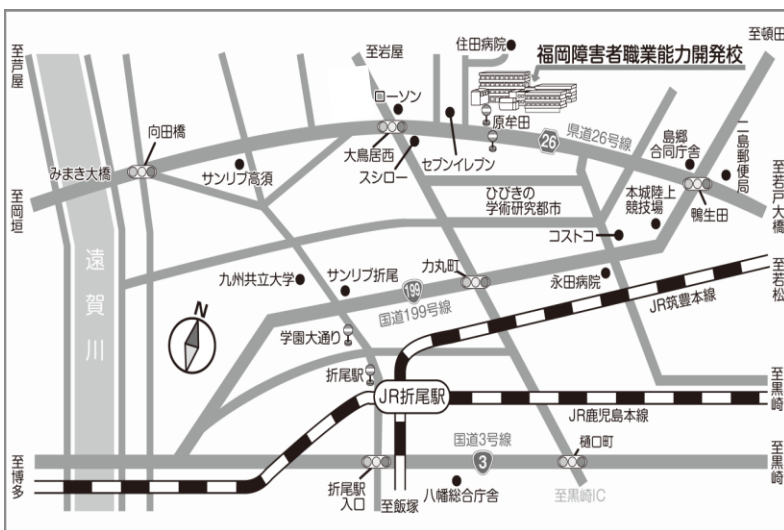 至芦屋
至岩屋
住田病院
至頓田
福岡障害者職業能力開発校
ローソン
原牟田
向田橋
26
県道26号線
大鳥居西
スシロー
セブンイレブン
島郷
合同庁舎
二島郵便局
みまき大橋
サンリブ高須
至若戸大橋
至岡垣
ひびきの
学術研究都市
本城陸上
競技場
鴨生田
コストコ
遠賀川
九州共立大学
サンリブ折尾
力丸町
永田病院
至若松
199
国道199号線
JR筑豊本線
N
学園大通り
折尾駅
JR折尾駅
至黒崎
JR鹿児島本線
国道3号線
樋口町
至博多
3
至黒崎
折尾駅
入口
至飯塚
八幡総合庁舎
至黒崎IC